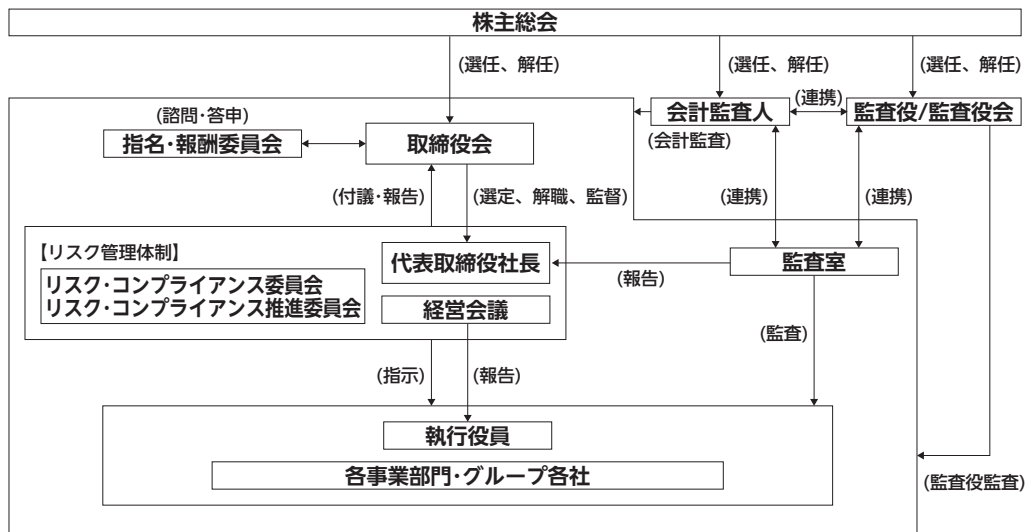 株主総会
(選任、解任)
(選任、解任)
(選任、解任)
(諮問・答申)
指名・報酬委員会
取締役会
会計監査人
(連携)
監査役/監査役会
(会計監査)
(付議・報告)
(選定、解職、監督)
(連携)
(連携)
【リスク管理体制】
リスク・コンプライアンス委員会
リスク・コンプライアンス推進委員会
代表取締役社長
経営会議
(報告)
監査室
(監査)
(指示)
(報告)
執行役員
各事業部門・グループ各社
(監査役監査)